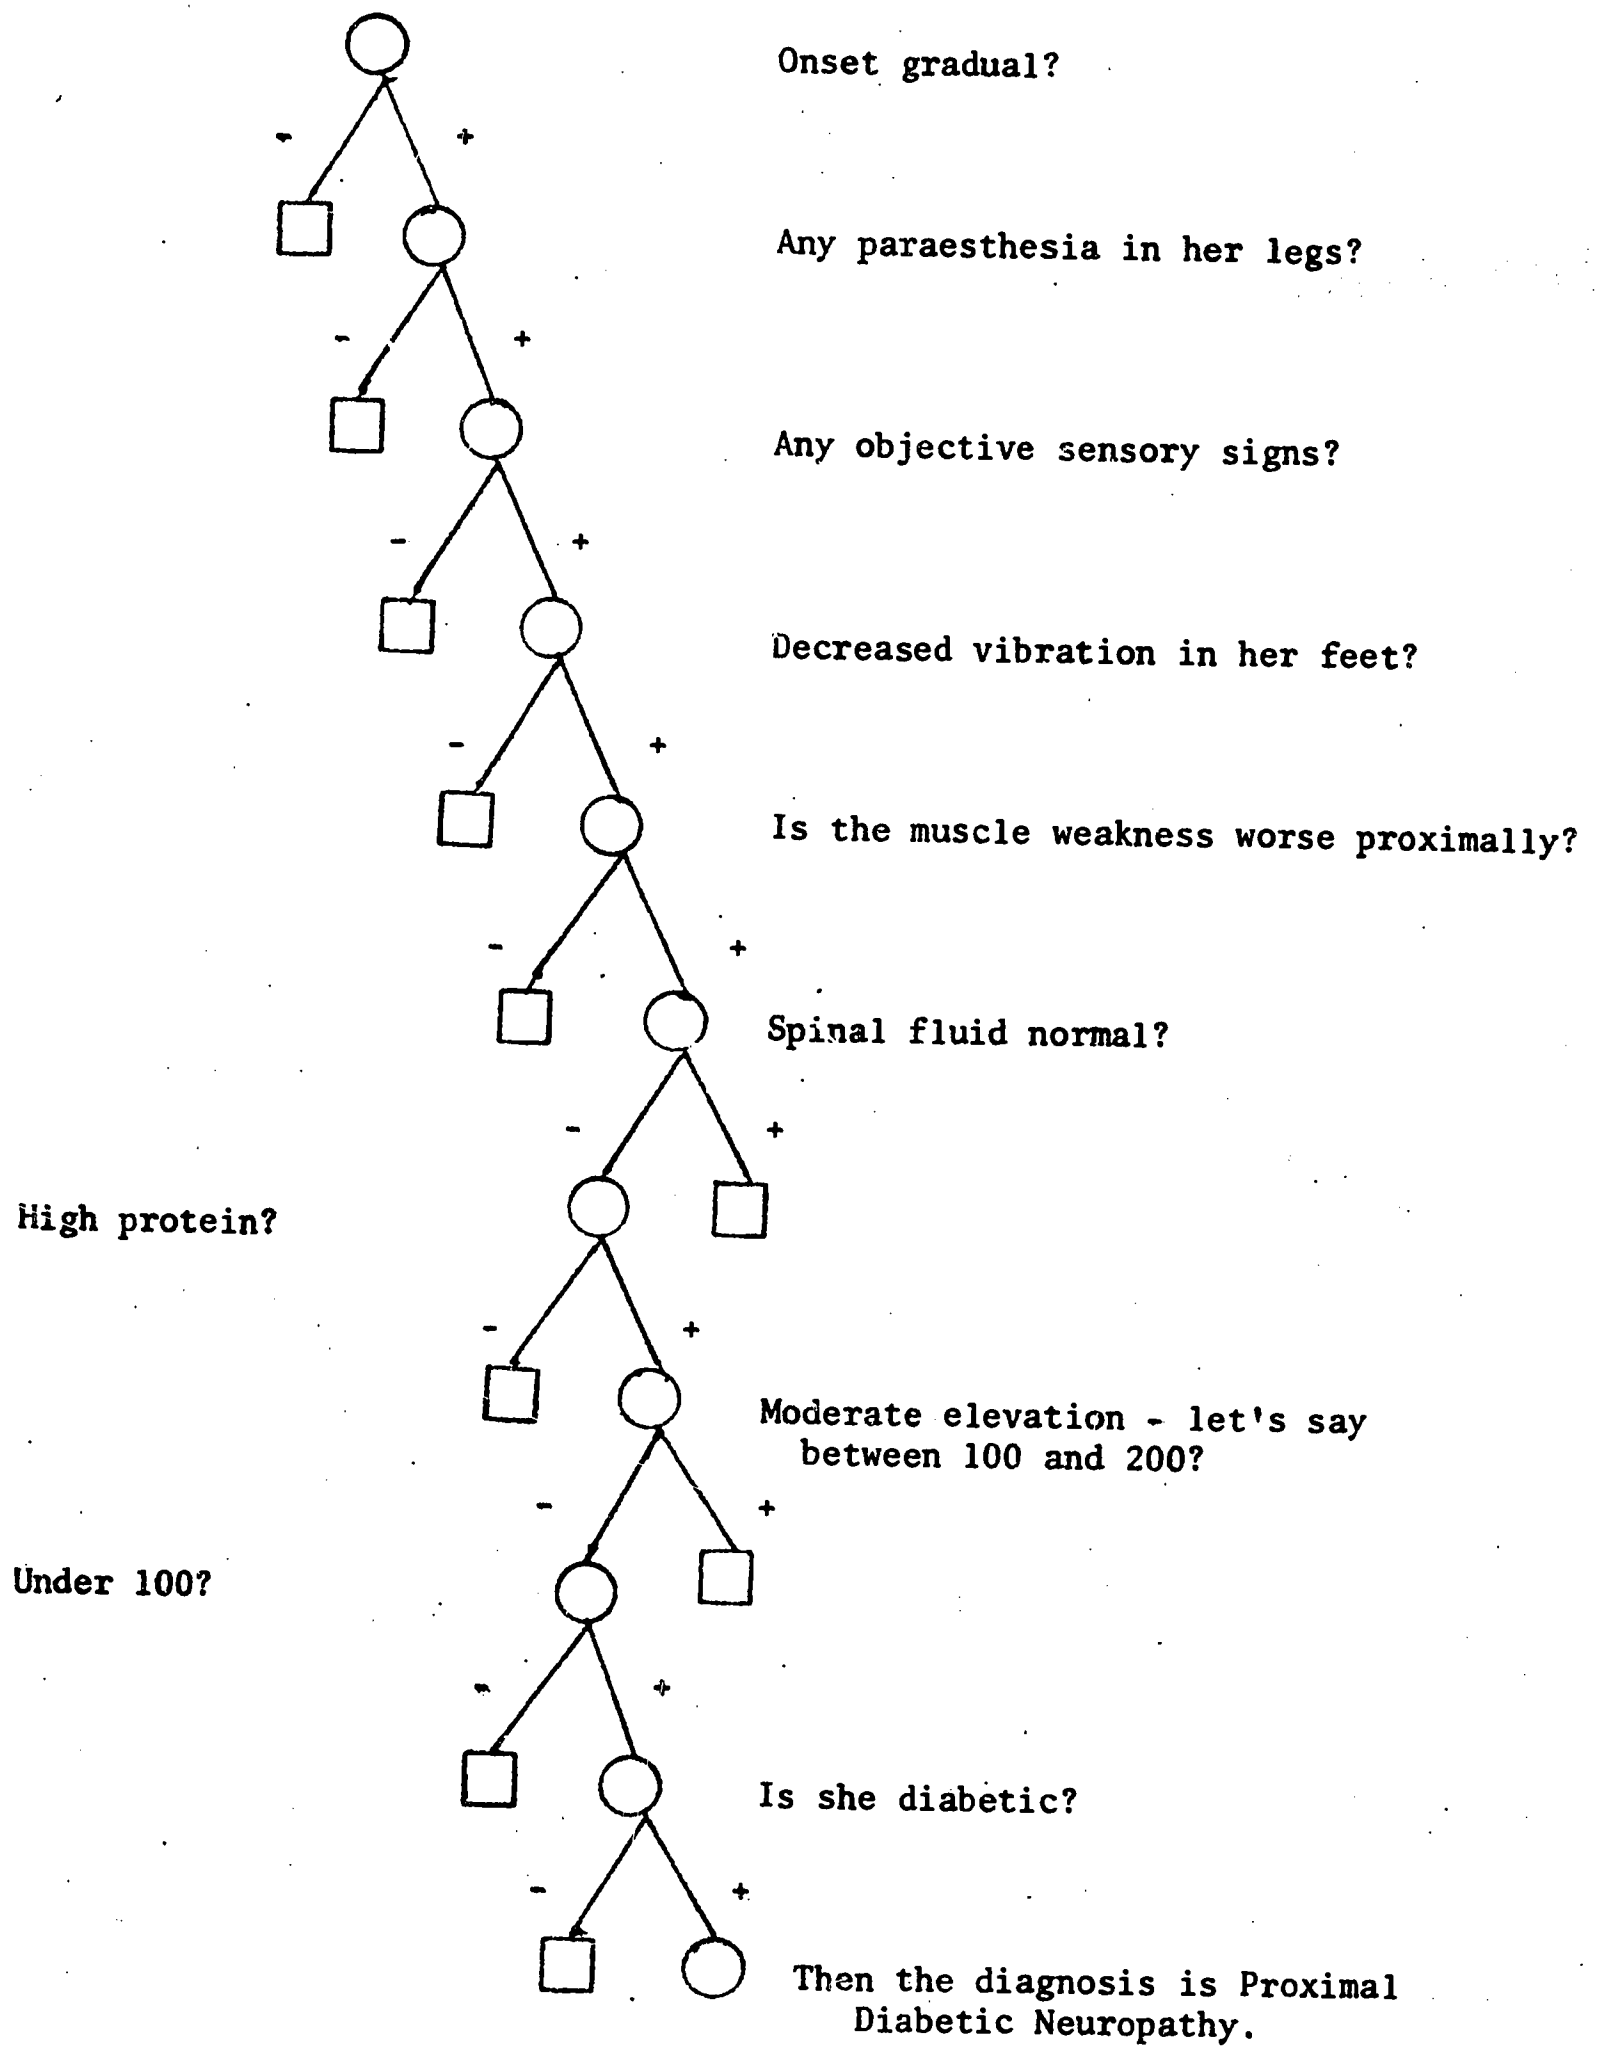 Onset gradual?
- +
Any paraesthesia in her legs?
- +
Any objective sensory signs?
- +
Decreased vibration in her feet?
- +
Is the muscle weakness worse proximally?
- +
Spinal fluid normal?
- +
High protein?
- +
Moderate elevation - let's say
between 100 and 200?
- +
Under 100?
- +
Is she diabetic?
- +
Then the diagnosis is Proximal
Diabetic Neuropathy.